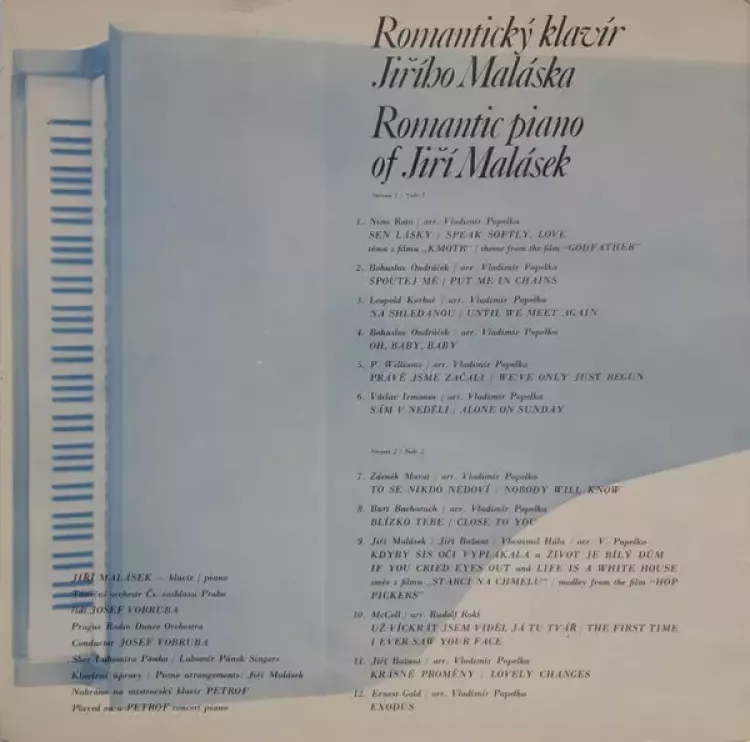 Romantický klavír
Jiřího Maláska
Romantic piano
of Jiří Malásek
Strana 1 / Side 1
1. Nino Rota / arr. Vladimír Popelka
SEN LÁSKY / SPEAK SOFTLY, LOVE
téma z filmu „KMOTR“ / theme from the film “GODFATHER”
2. Bohuslav Ondráček / arr. Vladimír Popelka
SPOUTEJ MĚ / PUT ME IN CHAINS
3. Leopold Korbař / arr. Vladimír Popelka
NA SHLEDANOU / UNTIL WE MEET AGAIN
4. Bohuslav Ondráček / arr. Vladimír Popelka
OH, BABY, BABY
5. P. Williams / arr. Vladimír Popelka
PRÁVĚ JSME ZAČALI / WE'VE ONLY JUST BEGUN
6. Václav Irmanov / arr. Vladimír Popelka
SÁM V NEDĚLI / ALONE ON SUNDAY
Strana 2 / Side 2
7. Zdeněk Marat / arr. Vladimír Popelka
TO SE NIKDO NEDOVÍ / NOBODY WILL KNOW
8. Burt Bacharach / arr. Vladimír Popelka
BLÍZKO TEBE / CLOSE TO YOU
9. Jiří Malásek / Jiří Bažant / Vlastimil Hála / arr. V. Popelka
KDYBY SIS OČI VYPLAKALA a ŽIVOT JE BÍLÝ DŮM
IF YOU CRIED EYES OUT and LIFE IS A WHITE HOUSE
směs z filmu „STARCI NA CHMELU“ / medley from the film “HOP
PICKERS”
10. McColl / arr. Rudolf Rokl
UŽ VÍCKRÁT JSEM VIDĚL JÁ TU TVÁŘ / THE FIRST TIME
I EVER SAW YOUR FACE
11. Jiří Bažant / arr. Vladimír Popelka
KRÁSNÉ PROMĚNY / LOVELY CHANGES
12. Ernest Gold / arr. Vladimír Popelka
EXODUS
JIŘÍ MALÁSEK – klavír / piano
Taneční orchestr Čs. rozhlasu Praha
řídí JOSEF VOBRUBA
Prague Radio Dance Orchestra
Conductor JOSEF VOBRUBA
Sbor Lubomíra Pánka / Lubomír Pánek Singers
Klavírní úpravy / Piano arrangements: Jiří Malásek
Nahráno na mistrovský klavír PETROF
Played on a PETROF concert piano